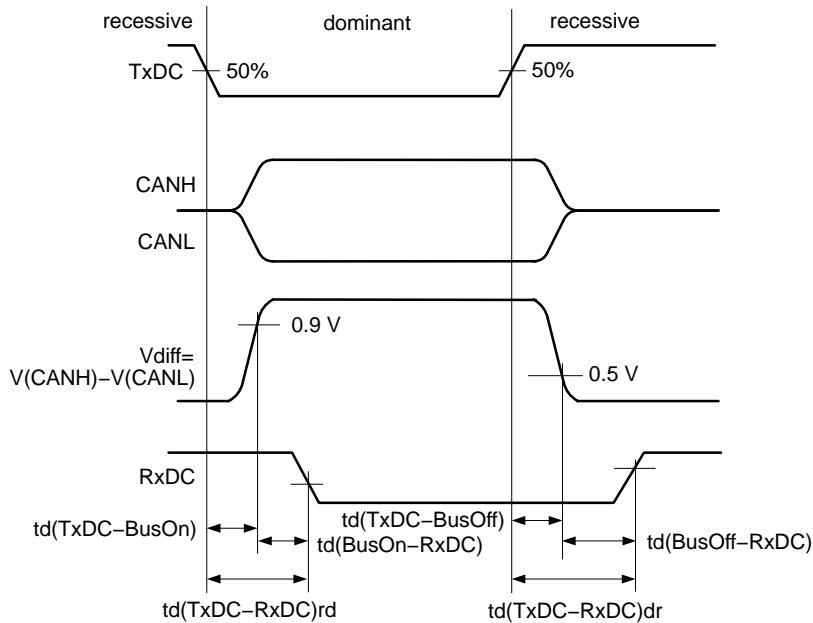 recessive dominant recessive
TxDC 50% 50%
CANH
CANL
0.9 V
Vdiff=
V(CANH)−V(CANL) 0.5 V
RxDC
td(TxDC−BusOn) td(TxDC−BusOff)
td(BusOn−RxDC) td(BusOff−RxDC)
td(TxDC−RxDC)rd td(TxDC−RxDC)dr